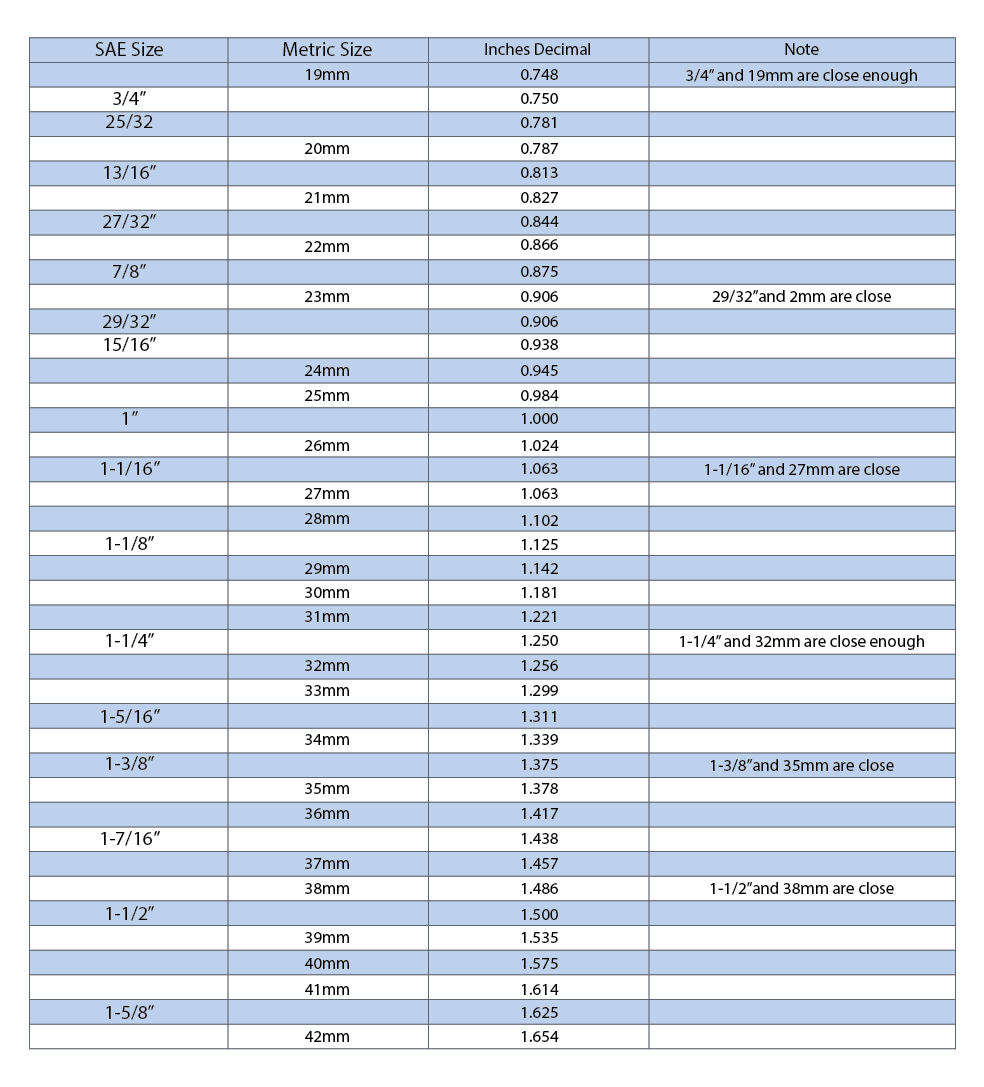 SAE Size Metric Size Inches Decimal Note
19mm 0.748 3/4” and 19mm are close enough
3/4” 0.750
25/32 0.781
20mm 0.787
13/16” 0.813
21mm 0.827
27/32” 0.844
22mm 0.866
7/8” 0.875
23mm 0.906 29/32”and 2mm are close
29/32” 0.906
15/16” 0.938
24mm 0.945
25mm 0.984
1” 1.000
26mm 1.024
1-1/16” 1.063 1-1/16” and 27mm are close
27mm 1.063
28mm 1.102
1-1/8” 1.125
29mm 1.142
30mm 1.181
31mm 1.221
1-1/4” 1.250 1-1/4” and 32mm are close enough
32mm 1.256
33mm 1.299
1-5/16” 1.311
34mm 1.339
1-3/8” 1.375 1-3/8”and 35mm are close
35mm 1.378
36mm 1.417
1-7/16” 1.438
37mm 1.457
38mm 1.486 1-1/2”and 38mm are close
1-1/2” 1.500
39mm 1.535
40mm 1.575
41mm 1.614
1-5/8” 1.625
42mm 1.654